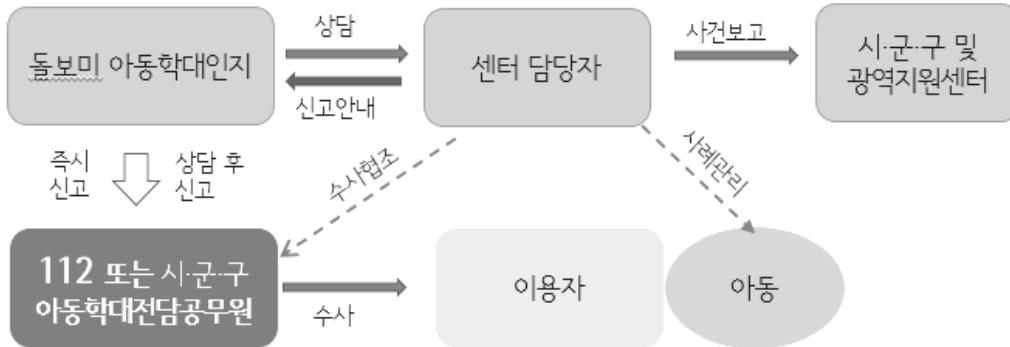 돌보미 아동학대인지
상담
신고안내
센터 담당자
사건보고
시·군·구 및
광역지원센터
즉시
신고
상담 후
신고
수사협조
사례관리
112 또는 시·군·구
아동학대전담공무원
수사
이용자
아동